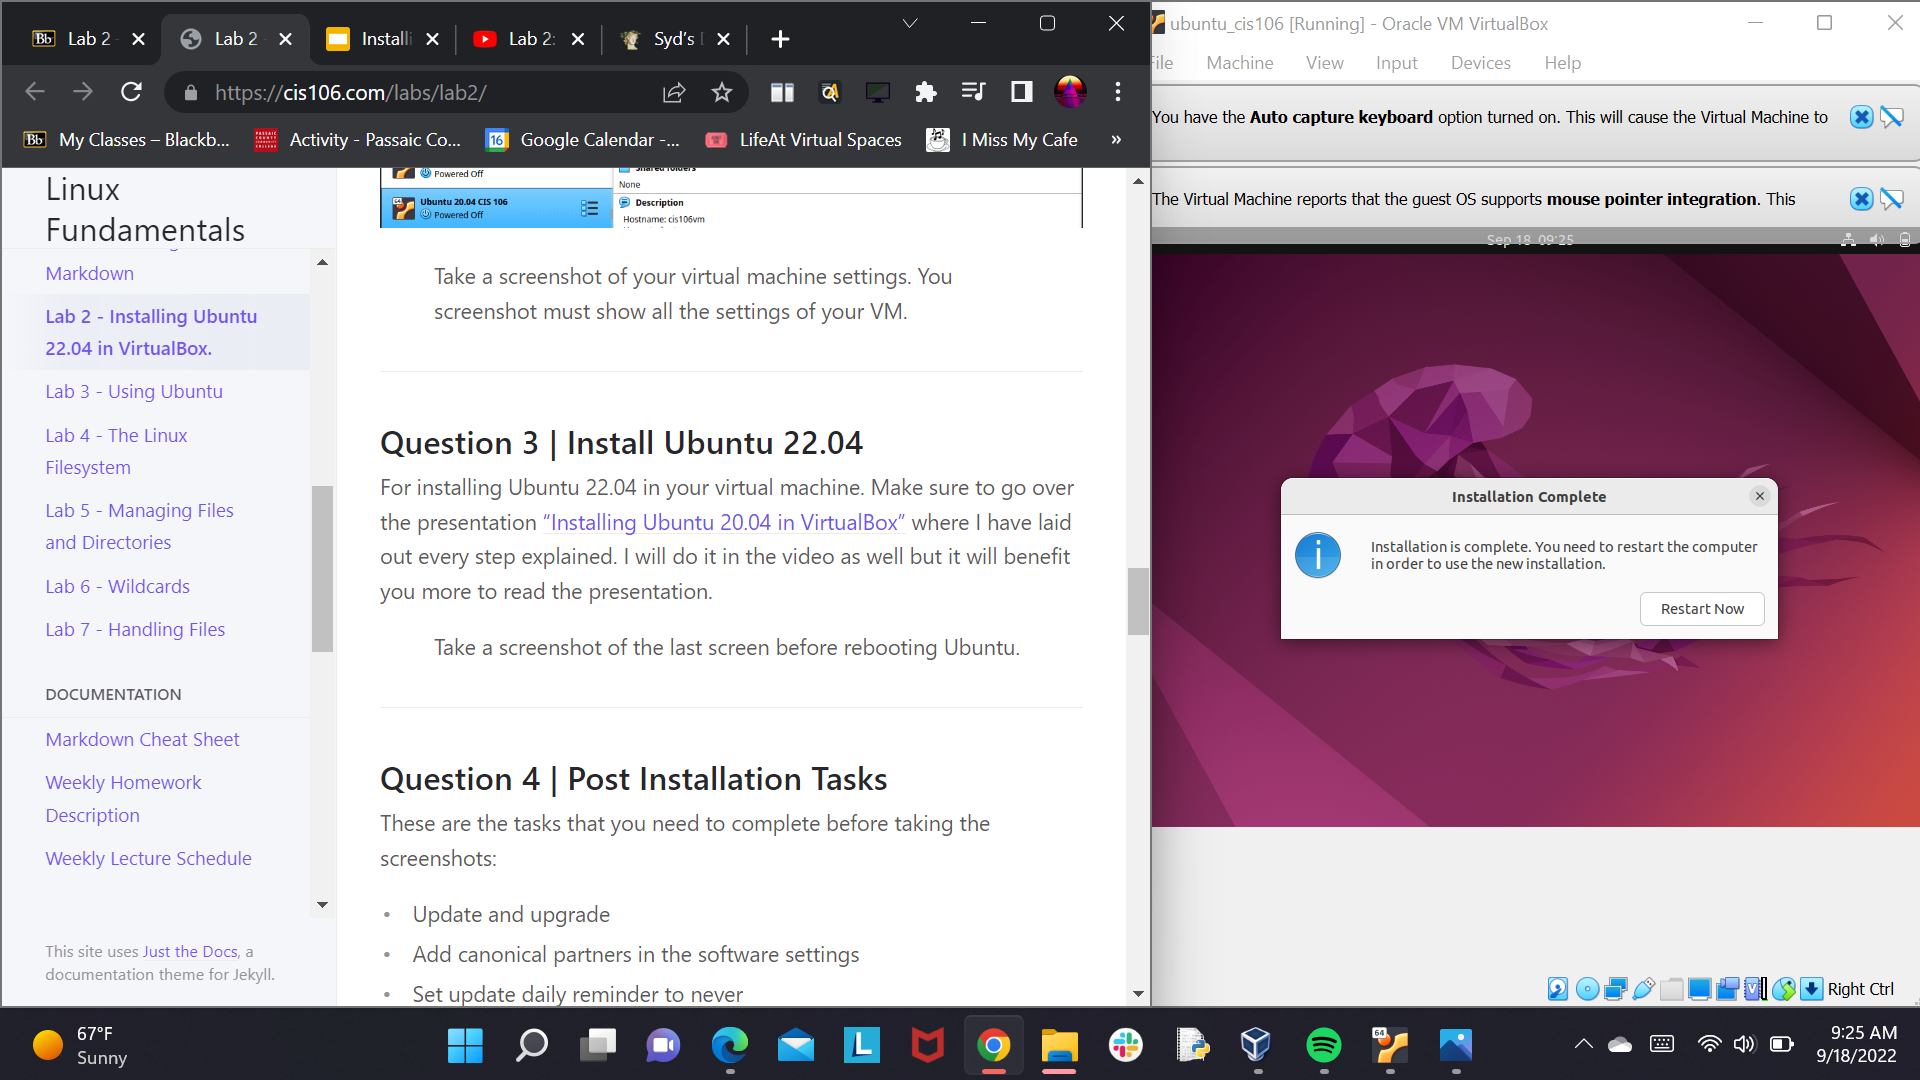 Lab 2 -
Lab 2 -
Installi
Lab 2:
Syd's
https://cis106.com/labs/lab2/
My Classes – Blackb...
Activity - Passaic Co...
16
Google Calendar -...
LifeAt Virtual Spaces
I Miss My Cafe
»
Linux
Fundamentals
Markdown
Lab 2 - Installing Ubuntu
22.04 in VirtualBox.
Lab 3 - Using Ubuntu
Lab 4 - The Linux
Filesystem
Lab 5 - Managing Files
and Directories
Lab 6 - Wildcards
Lab 7 - Handling Files
DOCUMENTATION
Markdown Cheat Sheet
Weekly Homework
Description
Weekly Lecture Schedule
This site uses Just the Docs, a
documentation theme for Jekyll.
Powered Off
Shared folders
None
Ubuntu 20.04 CIS 106
Powered Off
Description
Hostname: cis106vm
Take a screenshot of your virtual machine settings. You
screenshot must show all the settings of your VM.
Question 3 | Install Ubuntu 22.04
For installing Ubuntu 22.04 in your virtual machine. Make sure to go over
the presentation “Installing Ubuntu 20.04 in VirtualBox” where I have laid
out every step explained. I will do it in the video as well but it will benefit
you more to read the presentation.
Take a screenshot of the last screen before rebooting Ubuntu.
Question 4 | Post Installation Tasks
These are the tasks that you need to complete before taking the
screenshots:
• Update and upgrade
• Add canonical partners in the software settings
• Set update daily reminder to never
ubuntu_cis106 [Running] - Oracle VM VirtualBox
File Machine View Input Devices Help
You have the Auto capture keyboard option turned on. This will cause the Virtual Machine to
The Virtual Machine reports that the guest OS supports mouse pointer integration. This
Sep 18 09:25
Installation Complete
Installation is complete. You need to restart the computer
in order to use the new installation.
Restart Now
Right Ctrl
67°F
Sunny
9:25 AM
9/18/2022